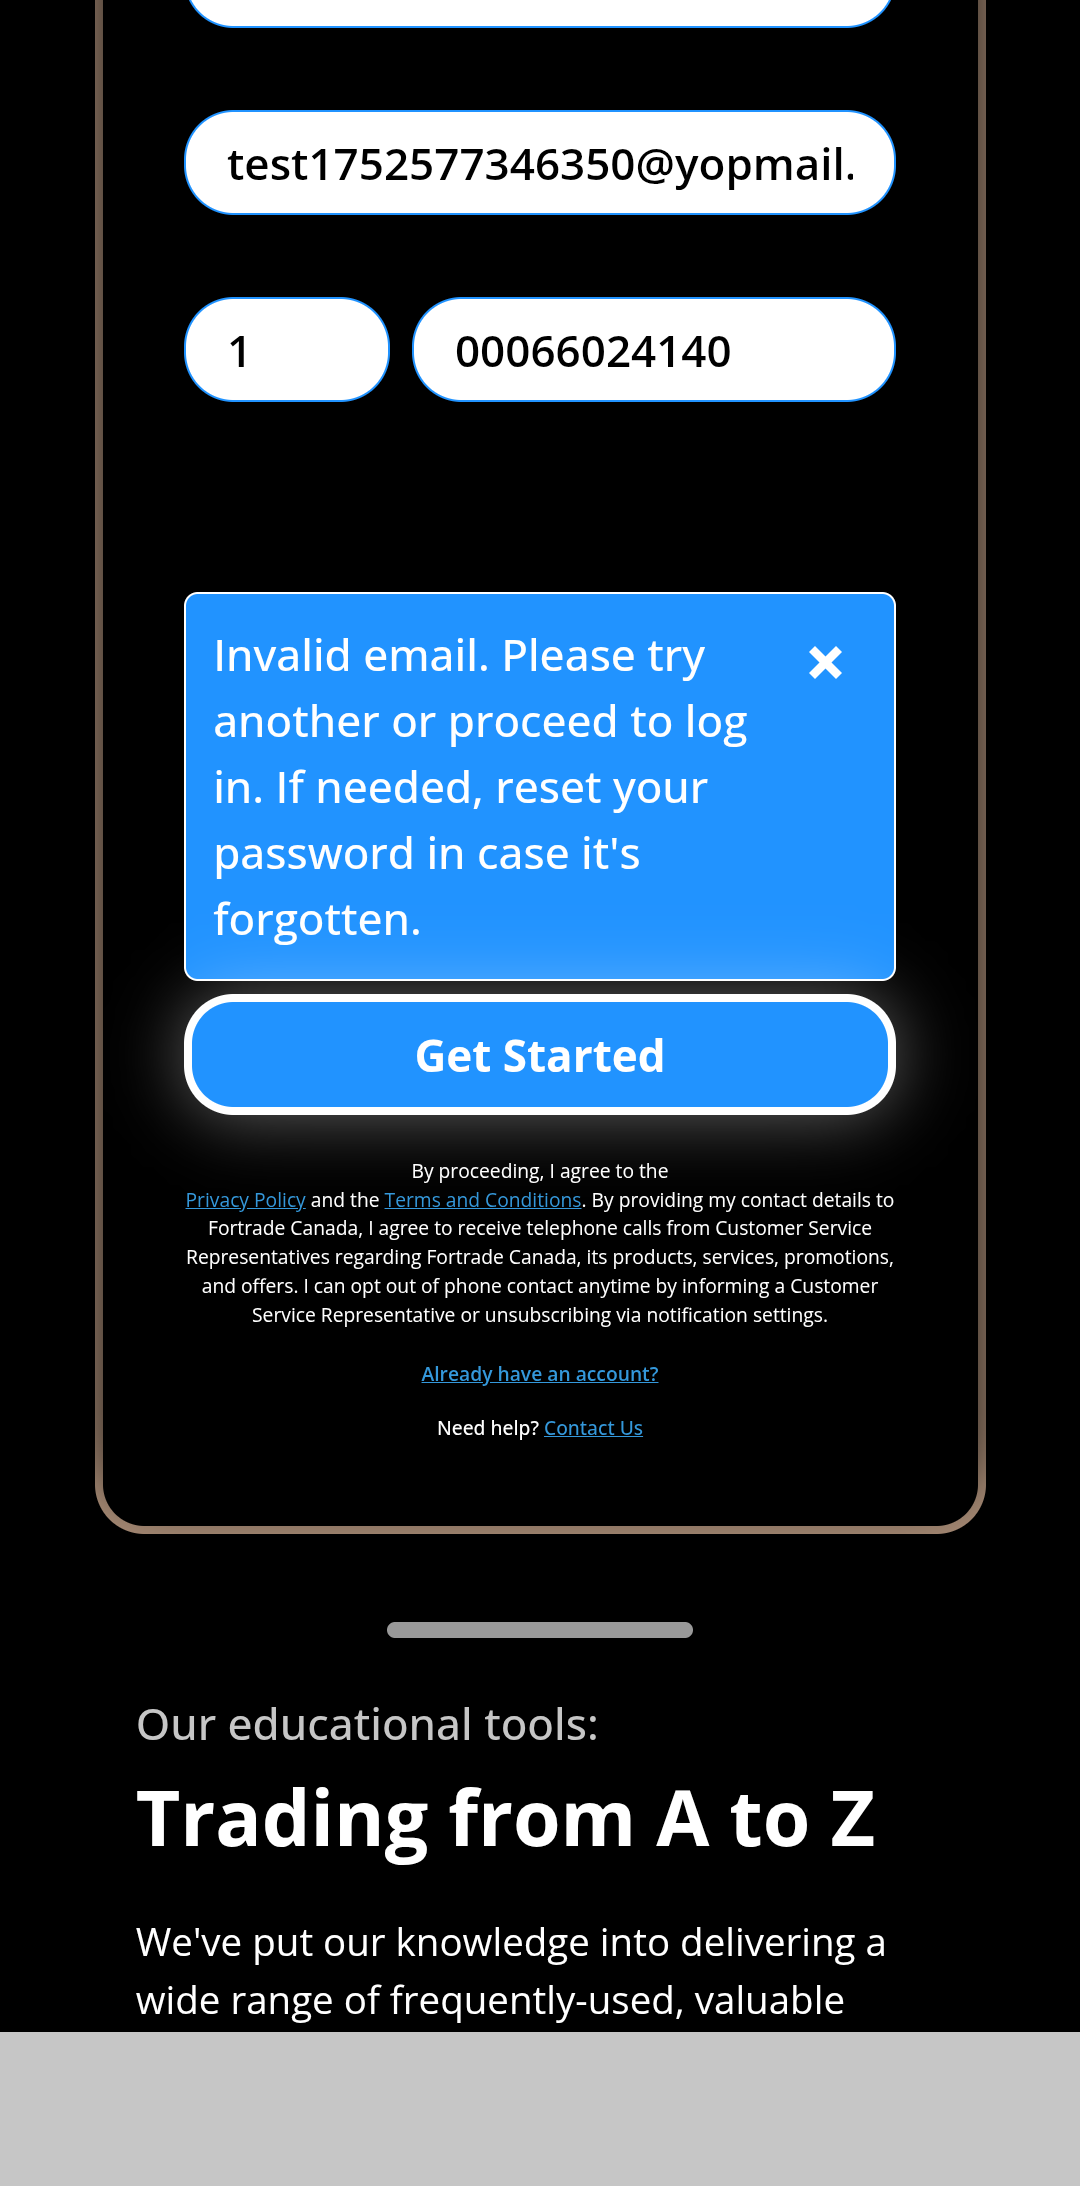 test1752577346350@yopmail.
1 00066024140
Invalid email. Please try
another or proceed to log
in. If needed, reset your
password in case it's
forgotten.
Get Started
By proceeding, I agree to the
Privacy Policy and the Terms and Conditions. By providing my contact details to
Fortrade Canada, I agree to receive telephone calls from Customer Service
Representatives regarding Fortrade Canada, its products, services, promotions,
and offers. I can opt out of phone contact anytime by informing a Customer
Service Representative or unsubscribing via notification settings.
Already have an account?
Need help? Contact Us
Our educational tools:
Trading from A to Z
We've put our knowledge into delivering a
wide range of frequently-used, valuable